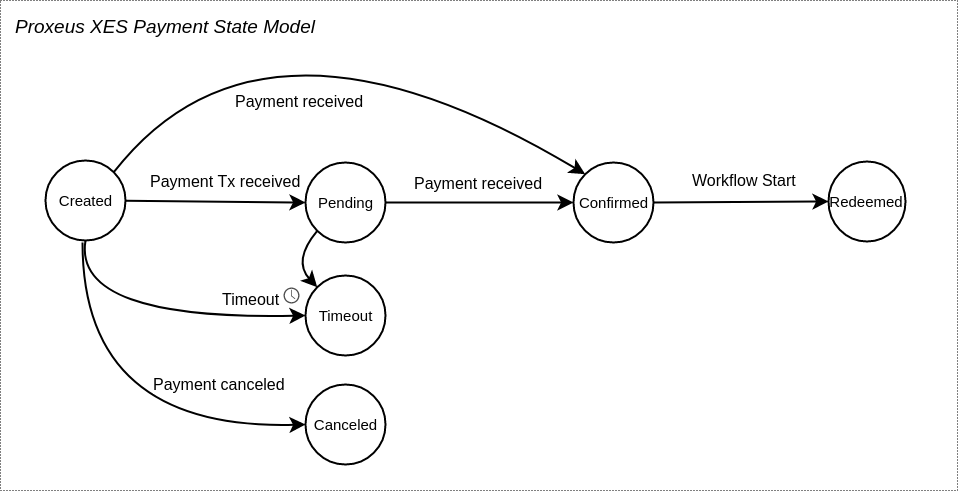 Proxeus XES Payment State Model
Payment received
Created
Payment Tx received
Pending
Payment received
Confirmed
Workflow Start
Redeemed
Timeout
Timeout
Payment canceled
Canceled